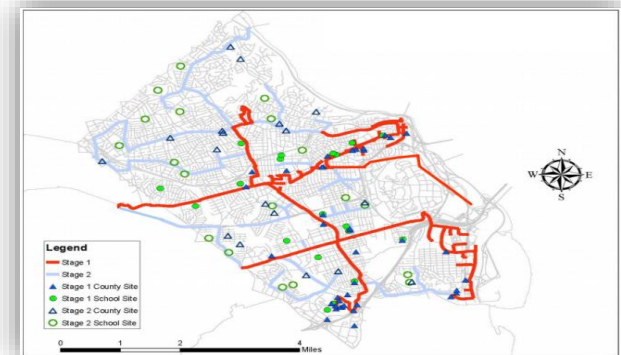 N
W E
S
Legend
Stage 1
Stage 2
Stage 1 County Site
Stage 1 School Site
Stage 2 County Site
Stage 2 School Site
0 1 2 4
Miles